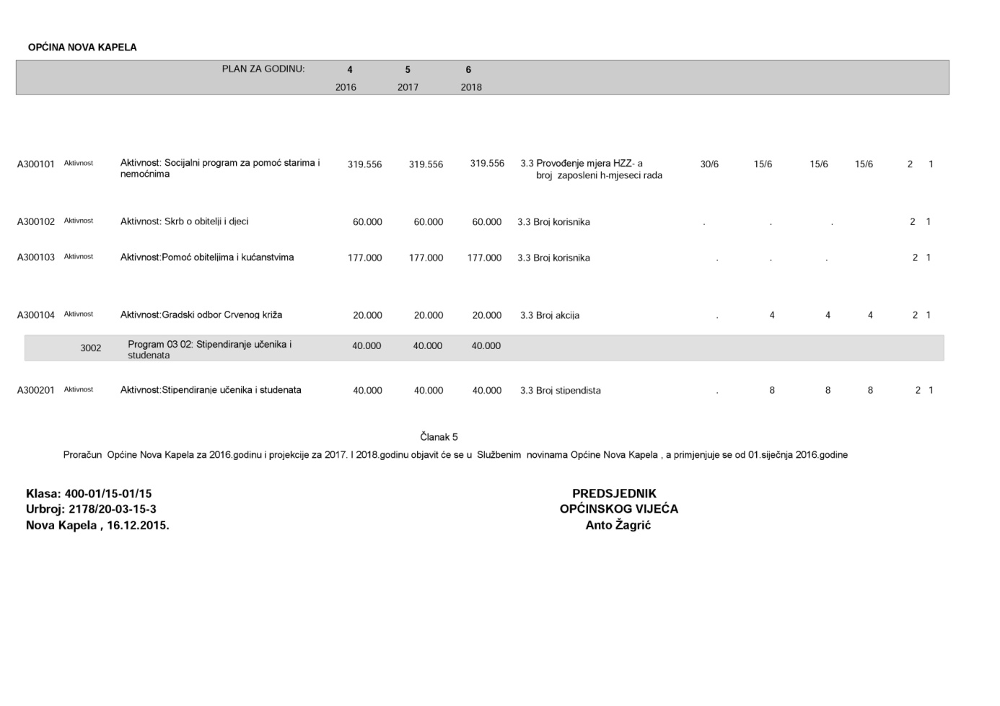 OPĆINA NOVA KAPELA
PLAN ZA GODINU: 4 5 6
2016 2017 2018
A300101 Aktivnost Aktivnost: Socijalni program za pomoć starima i 319.556 319.556 319.556 3.3 Provođenje mjera HZZ- a 30/6 15/6 15/6 15/6 2 1
nemoćnima broj zaposleni h-mjeseci rada
A300102 Aktivnost Aktivnost: Skrb o obitelji i djeci 60.000 60.000 60.000 3.3 Broj korisnika . . . 2 1
A300103 Aktivnost Aktivnost:Pomoć obiteljima i kućanstvima 177.000 177.000 177.000 3.3 Broj korisnika . . . 2 1
A300104 Aktivnost Aktivnost:Gradski odbor Crvenog križa 20.000 20.000 20.000 3.3 Broj akcija . 4 4 4 2 1
3002 Program 03 02: Stipendiranje učenika i 40.000 40.000 40.000
studenata
A300201 Aktivnost Aktivnost:Stipendiranje učenika i studenata 40.000 40.000 40.000 3.3 Broj stipendista . 8 8 8 2 1
Članak 5
Proračun Općine Nova Kapela za 2016.godinu i projekcije za 2017. I 2018.godinu objavit će se u Službenim novinama Općine Nova Kapela , a primjenjuje se od 01.siječnja 2016.godine
Klasa: 400-01/15-01/15 PREDSJEDNIK
Urbroj: 2178/20-03-15-3 OPĆINSKOG VIJEĆA
Nova Kapela , 16.12.2015. Anto Žagrić